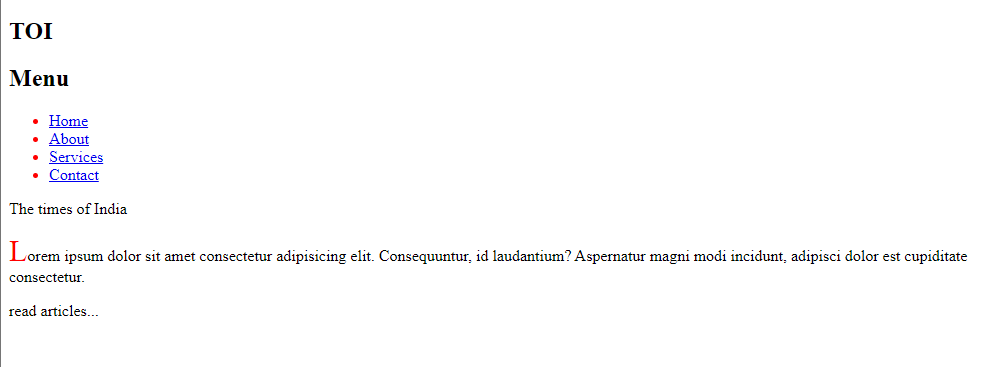 TOI
Menu
Home
About
Services
Contact
The times of India
Lorem ipsum dolor sit amet consectetur adipisicing elit. Consequuntur, id laudantium? Aspernatur magni modi incidunt, adipisci dolor est cupiditate
consectetur.
read articles...